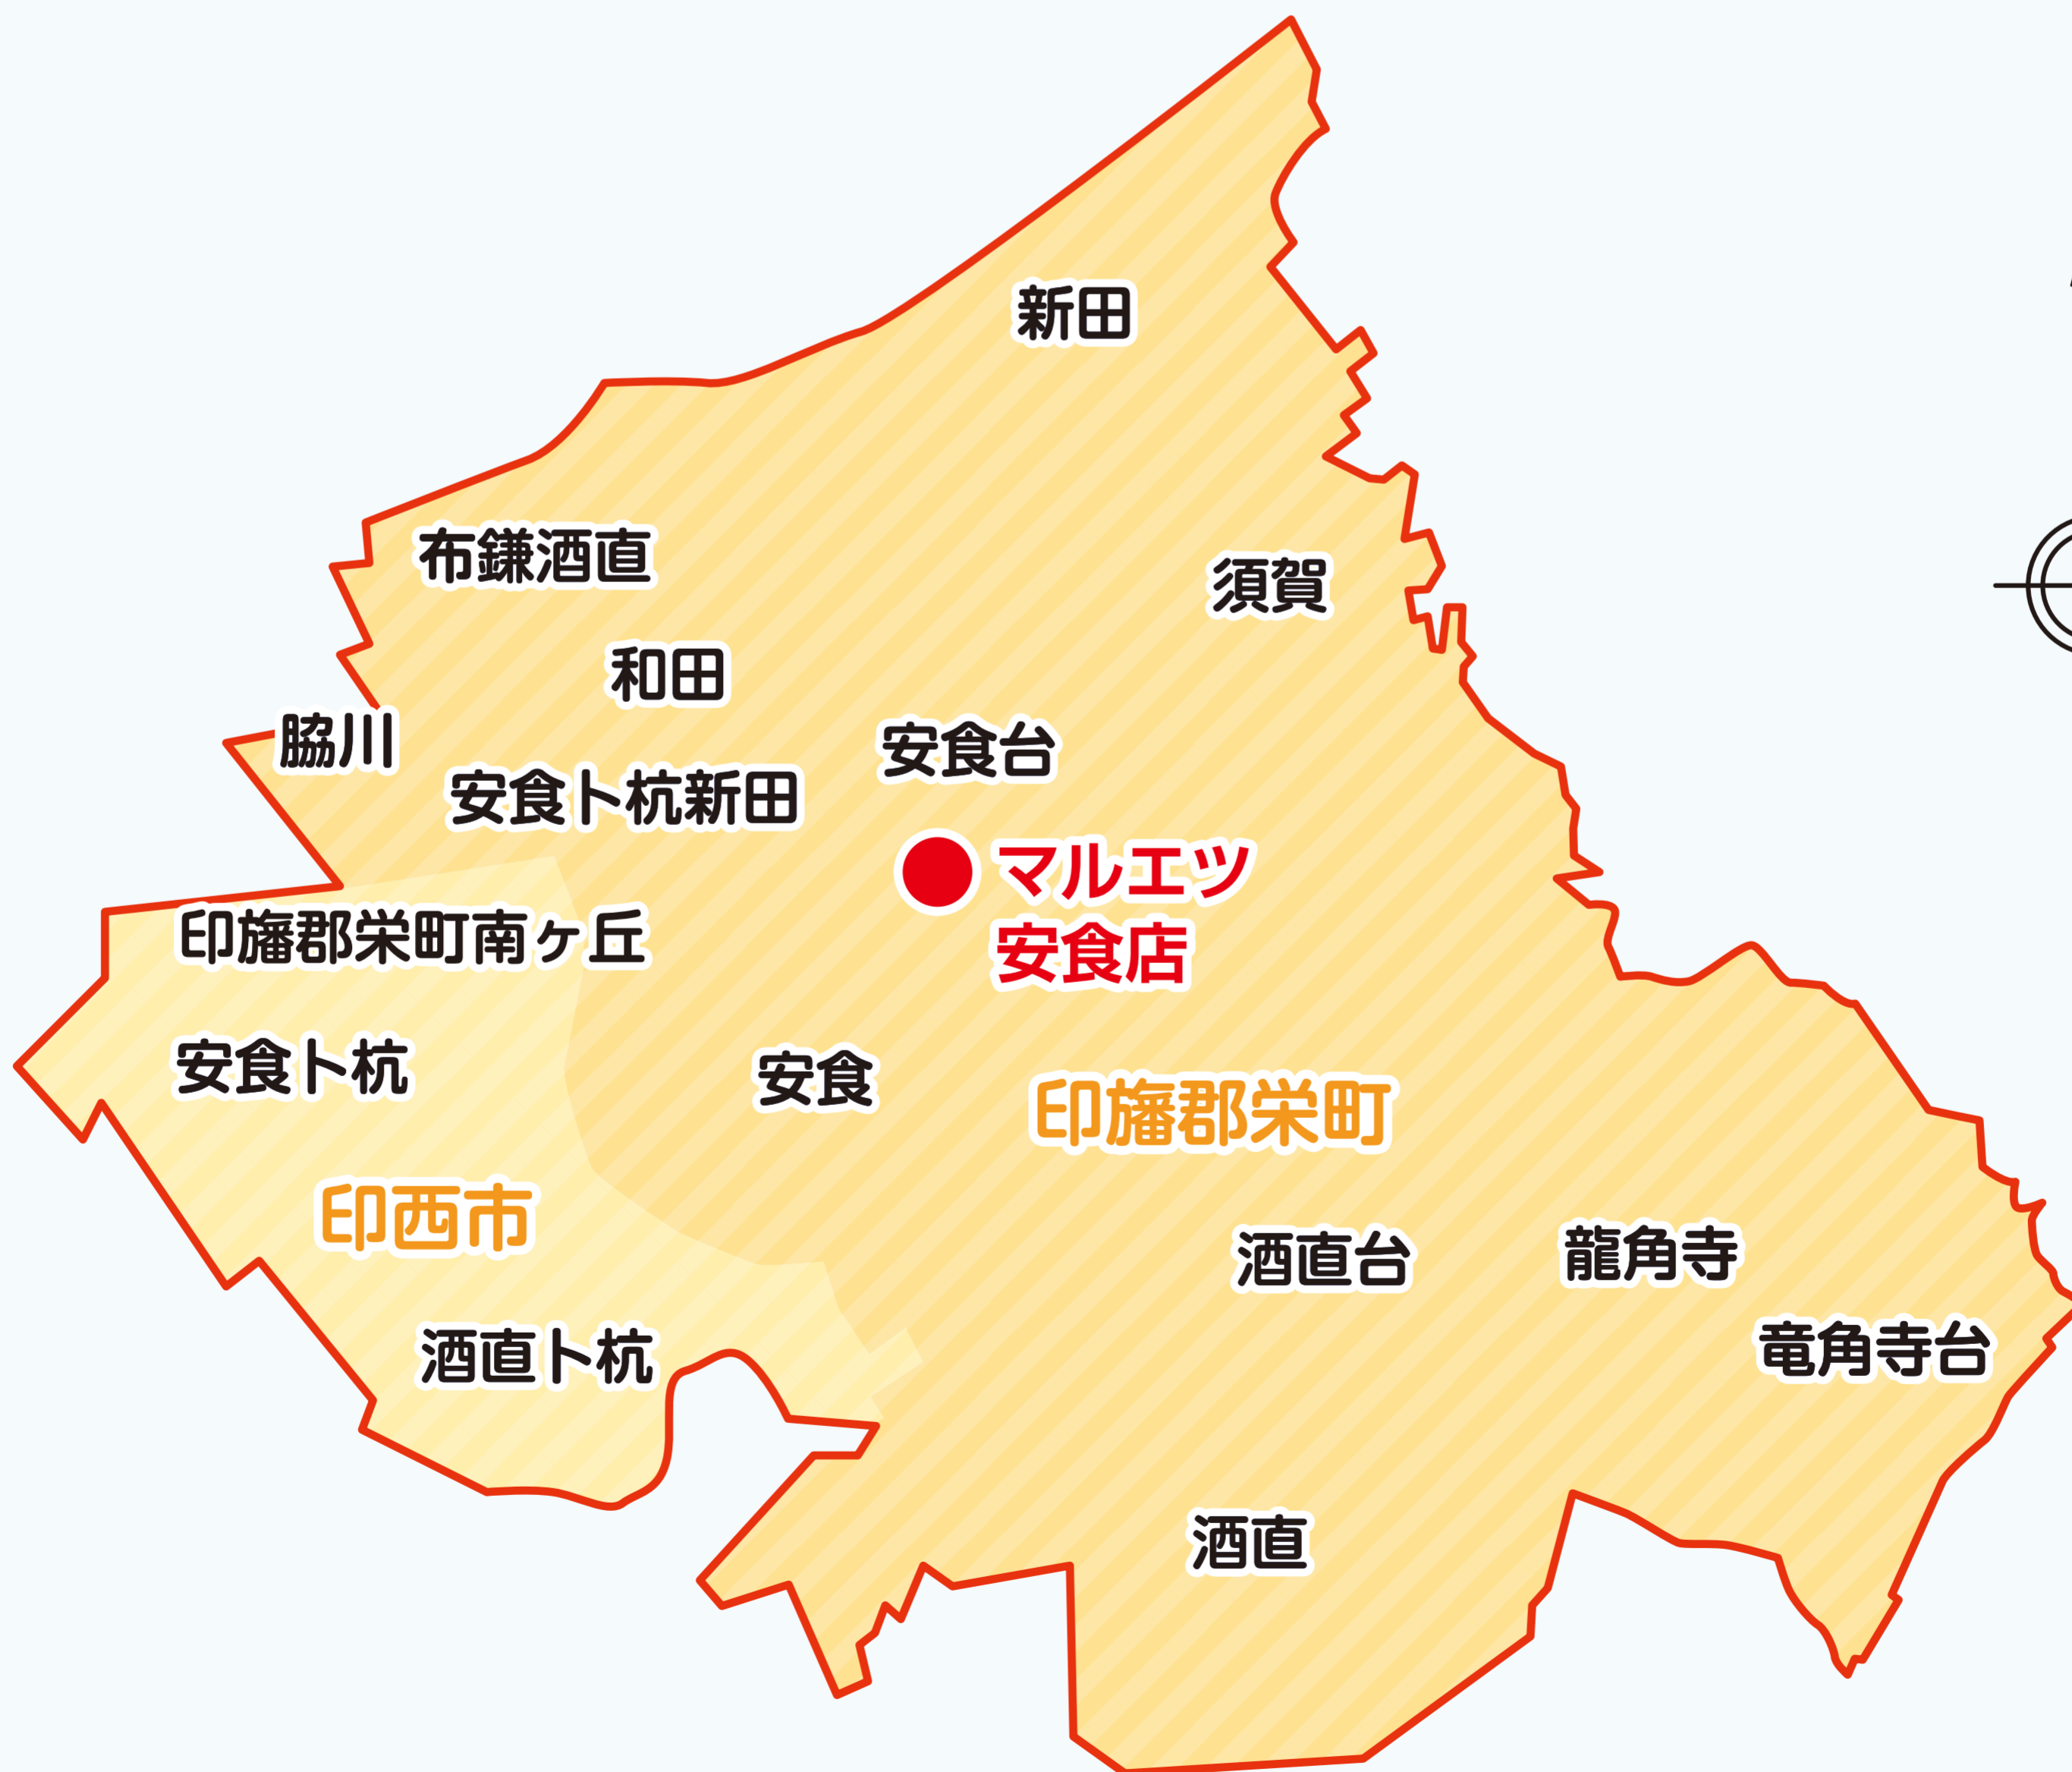 新田
布鎌酒直
須賀
和田
脇川
安食台
安食卜杭新田
マルエツ
安食店
印旛郡栄町南ヶ丘
安食卜杭
安食
印旛郡栄町
印西市
酒直台
龍角寺
竜角寺台
酒直卜杭
酒直